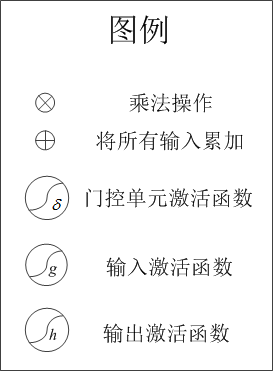 图例
乘法操作
将所有输入累加
δ 门控单元激活函数
g 输入激活函数
h 输出激活函数